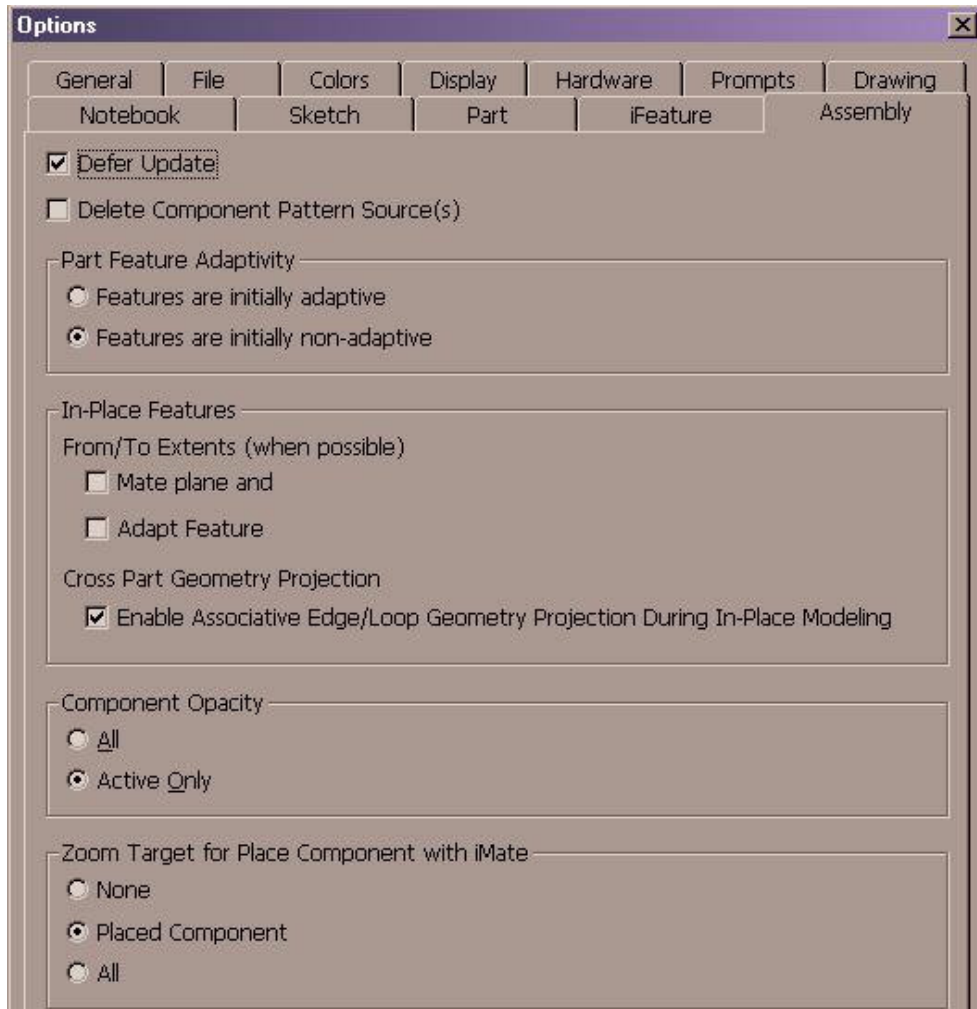 Options
General File Colors Display Hardware Prompts Drawing
Notebook Sketch Part iFeature Assembly
Defer Update
Delete Component Pattern Source(s)
Part Feature Adaptivity
Features are initially adaptive
Features are initially non-adaptive
In-Place Features
From/To Extents (when possible)
Mate plane and
Adapt Feature
Cross Part Geometry Projection
Enable Associative Edge/Loop Geometry Projection During In-Place Modeling
Component Opacity
All
Active Only
Zoom Target for Place Component with iMate
None
Placed Component
All